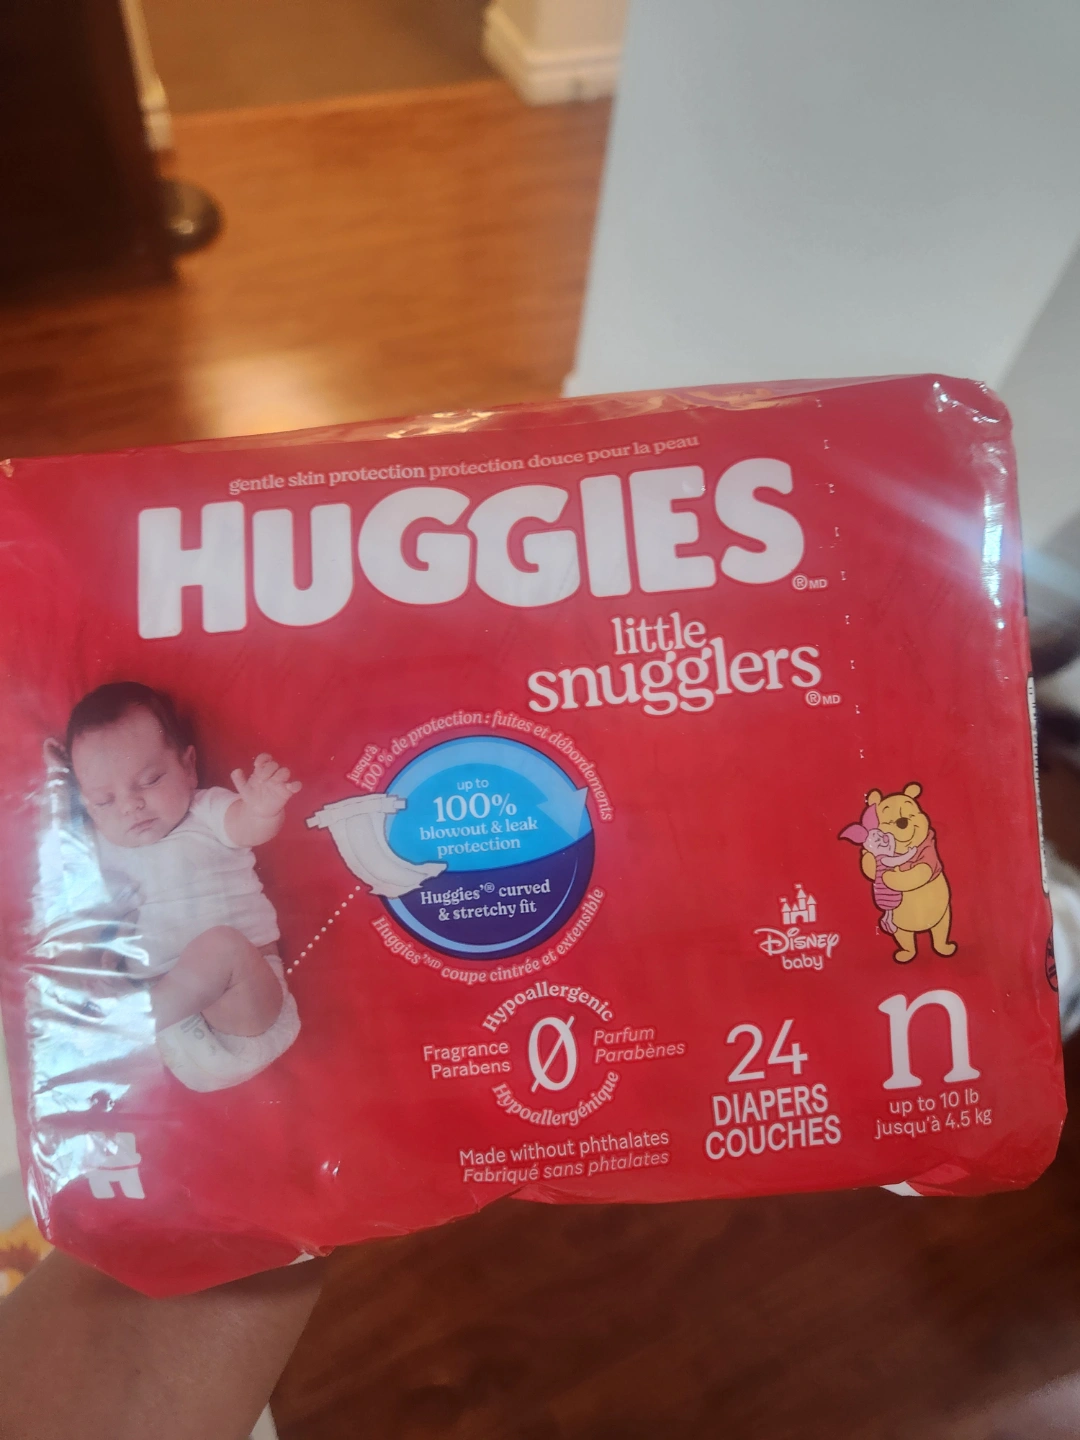 gentle skin protection protection douce pour la peau
HUGGIES ®MD
little
snugglers ®MD
jusqu'à
100 % de protection : fuites et débordements
up to
100%
blowout & leak
protection
Huggies'® curved
& stretchy fit
Huggies'MD coupe cintrée et extensible
Disney
baby
Hypoallergenic
Fragrance
Parabens
0
Parfum
Parabènes
Hypoallergénique
Made without phthalates
Fabriqué sans phtalates
24
DIAPERS
COUCHES
n
up to 10 lb
jusqu'à 4.5 kg